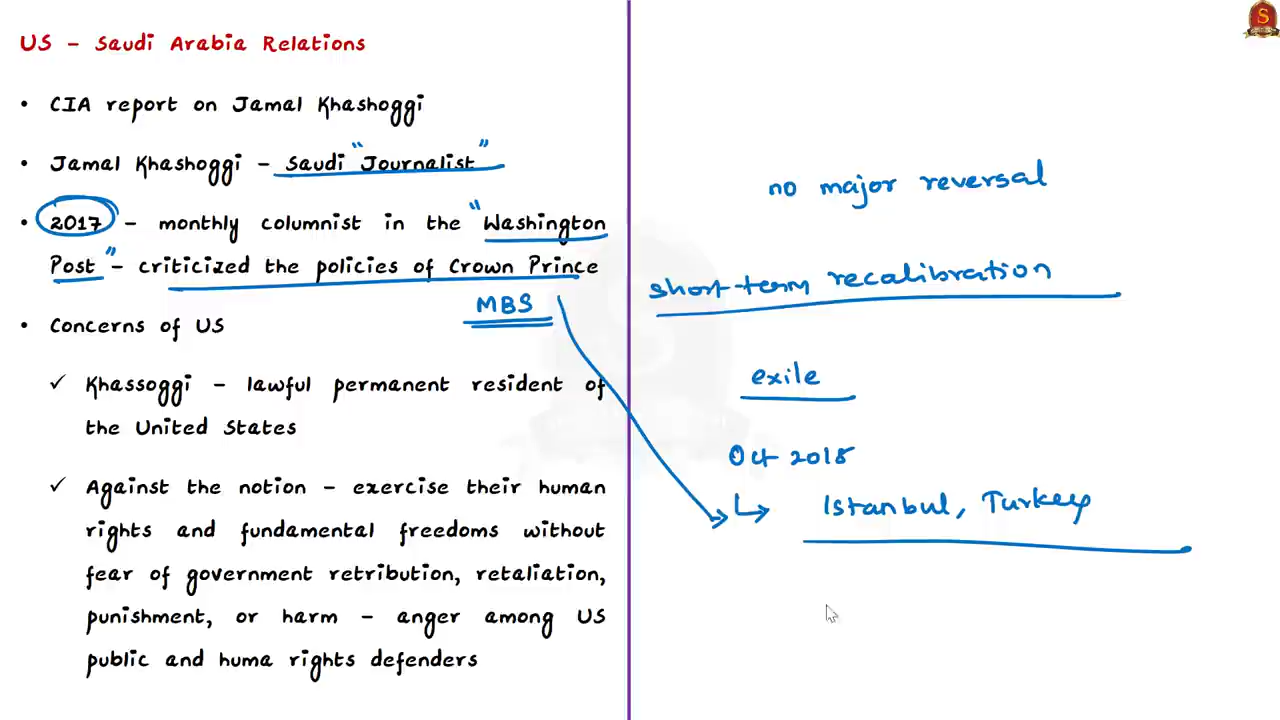 US – Saudi Arabia Relations
• CIA report on Jamal Khashoggi
• Jamal Khashoggi – Saudi "Journalist"
• 2017 – monthly columnist in the "Washington
Post" – criticized the policies of Crown Prince
MBS
• Concerns of US
✓ Khassoggi – lawful permanent resident of
the United States
✓ Against the notion – exercise their human
rights and fundamental freedoms without
fear of government retribution, retaliation,
punishment, or harm – anger among US
public and huma rights defenders
no major reversal
short-term recalibration
exile
Oct 2018
Istanbul, Turkey